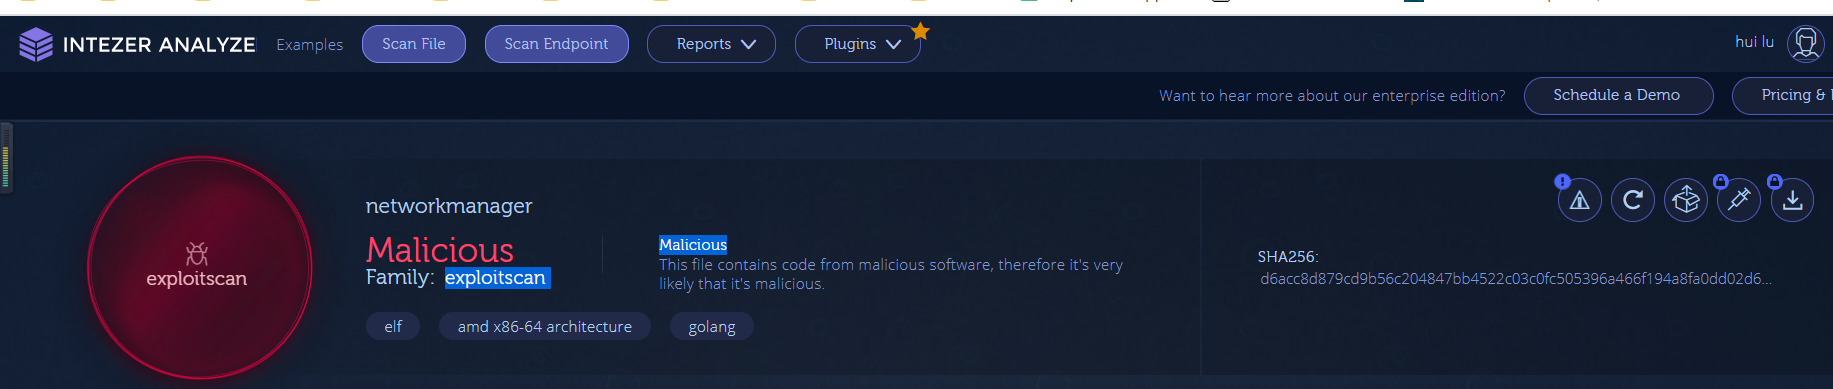 INTEZER ANALYZE
Examples
Scan File
Scan Endpoint
Reports
Plugins
hui lu
Want to hear more about our enterprise edition?
Schedule a Demo
Pricing &
exploitscan
networkmanager
Malicious
Family: exploitscan
Malicious
This file contains code from malicious software, therefore it's very
likely that it's malicious.
elf
amd x86-64 architecture
golang
SHA256:
d6acc8d879cd9b56c204847bb4522c03c0fc505396a466f194a8fa0dd02d6...